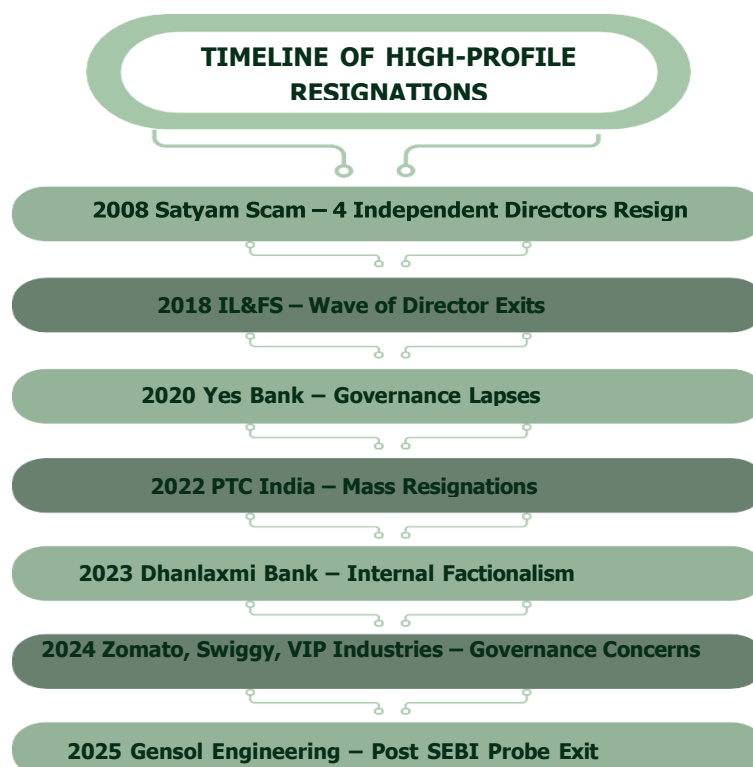 TIMELINE OF HIGH-PROFILE
RESIGNATIONS
2008 Satyam Scam – 4 Independent Directors Resign
2018 IL&FS – Wave of Director Exits
2020 Yes Bank – Governance Lapses
2022 PTC India – Mass Resignations
2023 Dhanlaxmi Bank – Internal Factionalism
2024 Zomato, Swiggy, VIP Industries – Governance Concerns
2025 Gensol Engineering – Post SEBI Probe Exit